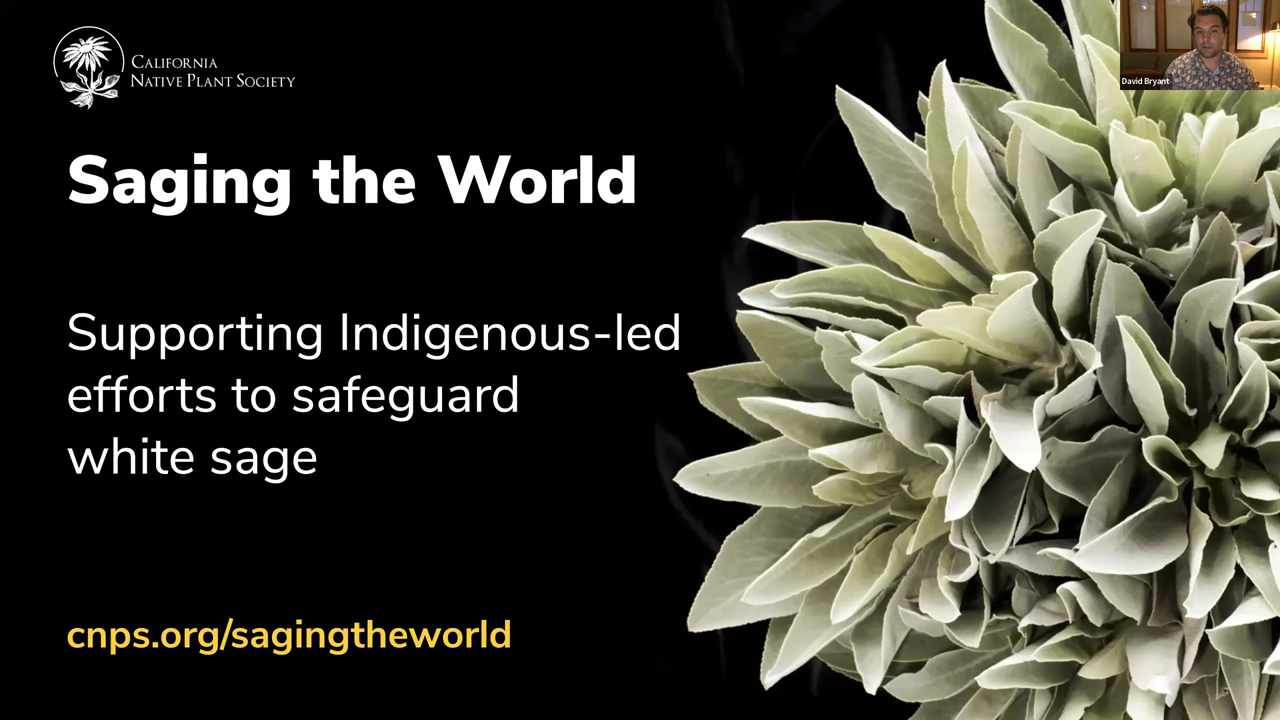 CALIFORNIA
NATIVE PLANT SOCIETY
David Bryant
Saging the World
Supporting Indigenous-led
efforts to safeguard
white sage
cnps.org/sagingtheworld